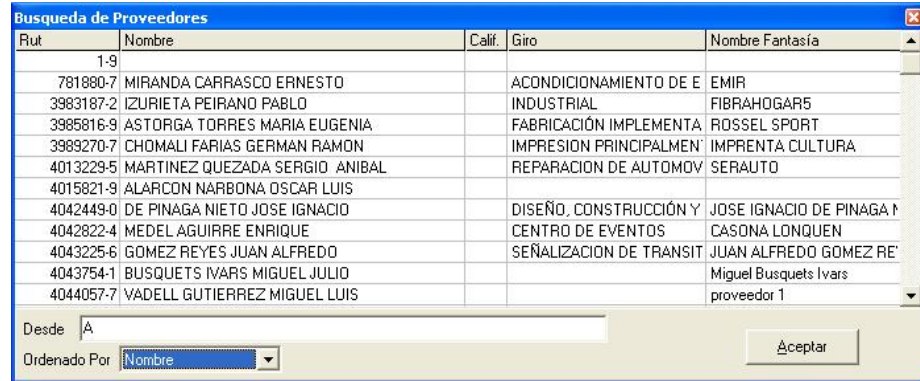 Busqueda de Proveedores
Rut Nombre Calif. Giro Nombre Fantasía
1-9
781880-7 MIRANDA CARRASCO ERNESTO ACONDICIONAMIENTO DE E EMIR
3983187-2 IZURIETA PEIRANO PABLO INDUSTRIAL FIBRAHOGAR5
3985816-9 ASTORGA TORRES MARIA EUGENIA FABRICACIÓN IMPLEMENTA ROSSEL SPORT
3989270-7 CHOMALI FARIAS GERMAN RAMON IMPRESION PRINCIPALMEN IMPRENTA CULTURA
4013229-5 MARTINEZ QUEZADA SERGIO ANIBAL REPARACION DE AUTOMOV SERAUTO
4015821-9 ALARCON NARBONA OSCAR LUIS
4042449-0 DE PINAGA NIETO JOSE IGNACIO DISEÑO, CONSTRUCCIÓN Y JOSE IGNACIO DE PINAGA
4042822-4 MEDEL AGUIRRE ENRIQUE CENTRO DE EVENTOS CASONA LONQUEN
4043225-6 GOMEZ REYES JUAN ALFREDO SEÑALIZACION DE TRANSIT JUAN ALFREDO GOMEZ RE
4043754-1 BUSQUETS IVARS MIGUEL JULIO Miguel Busquets Ivars
4044057-7 VADELL GUTIERREZ MIGUEL LUIS proveedor 1
Desde A
Ordenado Por Nombre
Aceptar